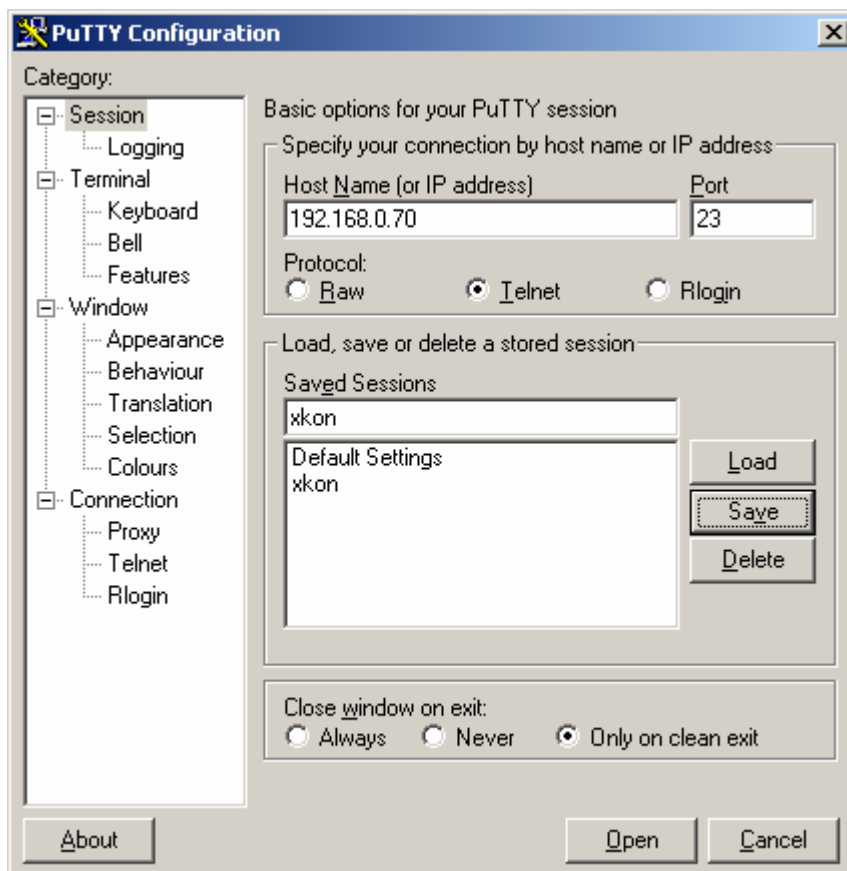 PuTTY Configuration
Category:
Session
Logging
Terminal
Keyboard
Bell
Features
Window
Appearance
Behaviour
Translation
Selection
Colours
Connection
Proxy
Telnet
Rlogin
Basic options for your PuTTY session
Specify your connection by host name or IP address
Host Name (or IP address) Port
192.168.0.70 23
Protocol:
Raw Telnet Rlogin
Load, save or delete a stored session
Saved Sessions
xkon
Default Settings
xkon
Load
Save
Delete
Close window on exit:
Always Never Only on clean exit
About Open Cancel